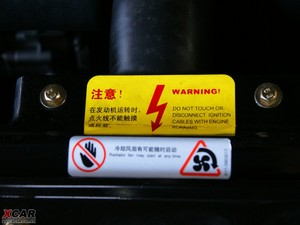 注意！
在发动机运转时，
点火线不能触摸
WARNING!
DO NOT TOUCH OR
DISCONNECT IGNITION
CABLES WITH ENGINE
RUNNING.
冷却风扇有可能随时启动
Radiator fan may start at any time.
XCAR